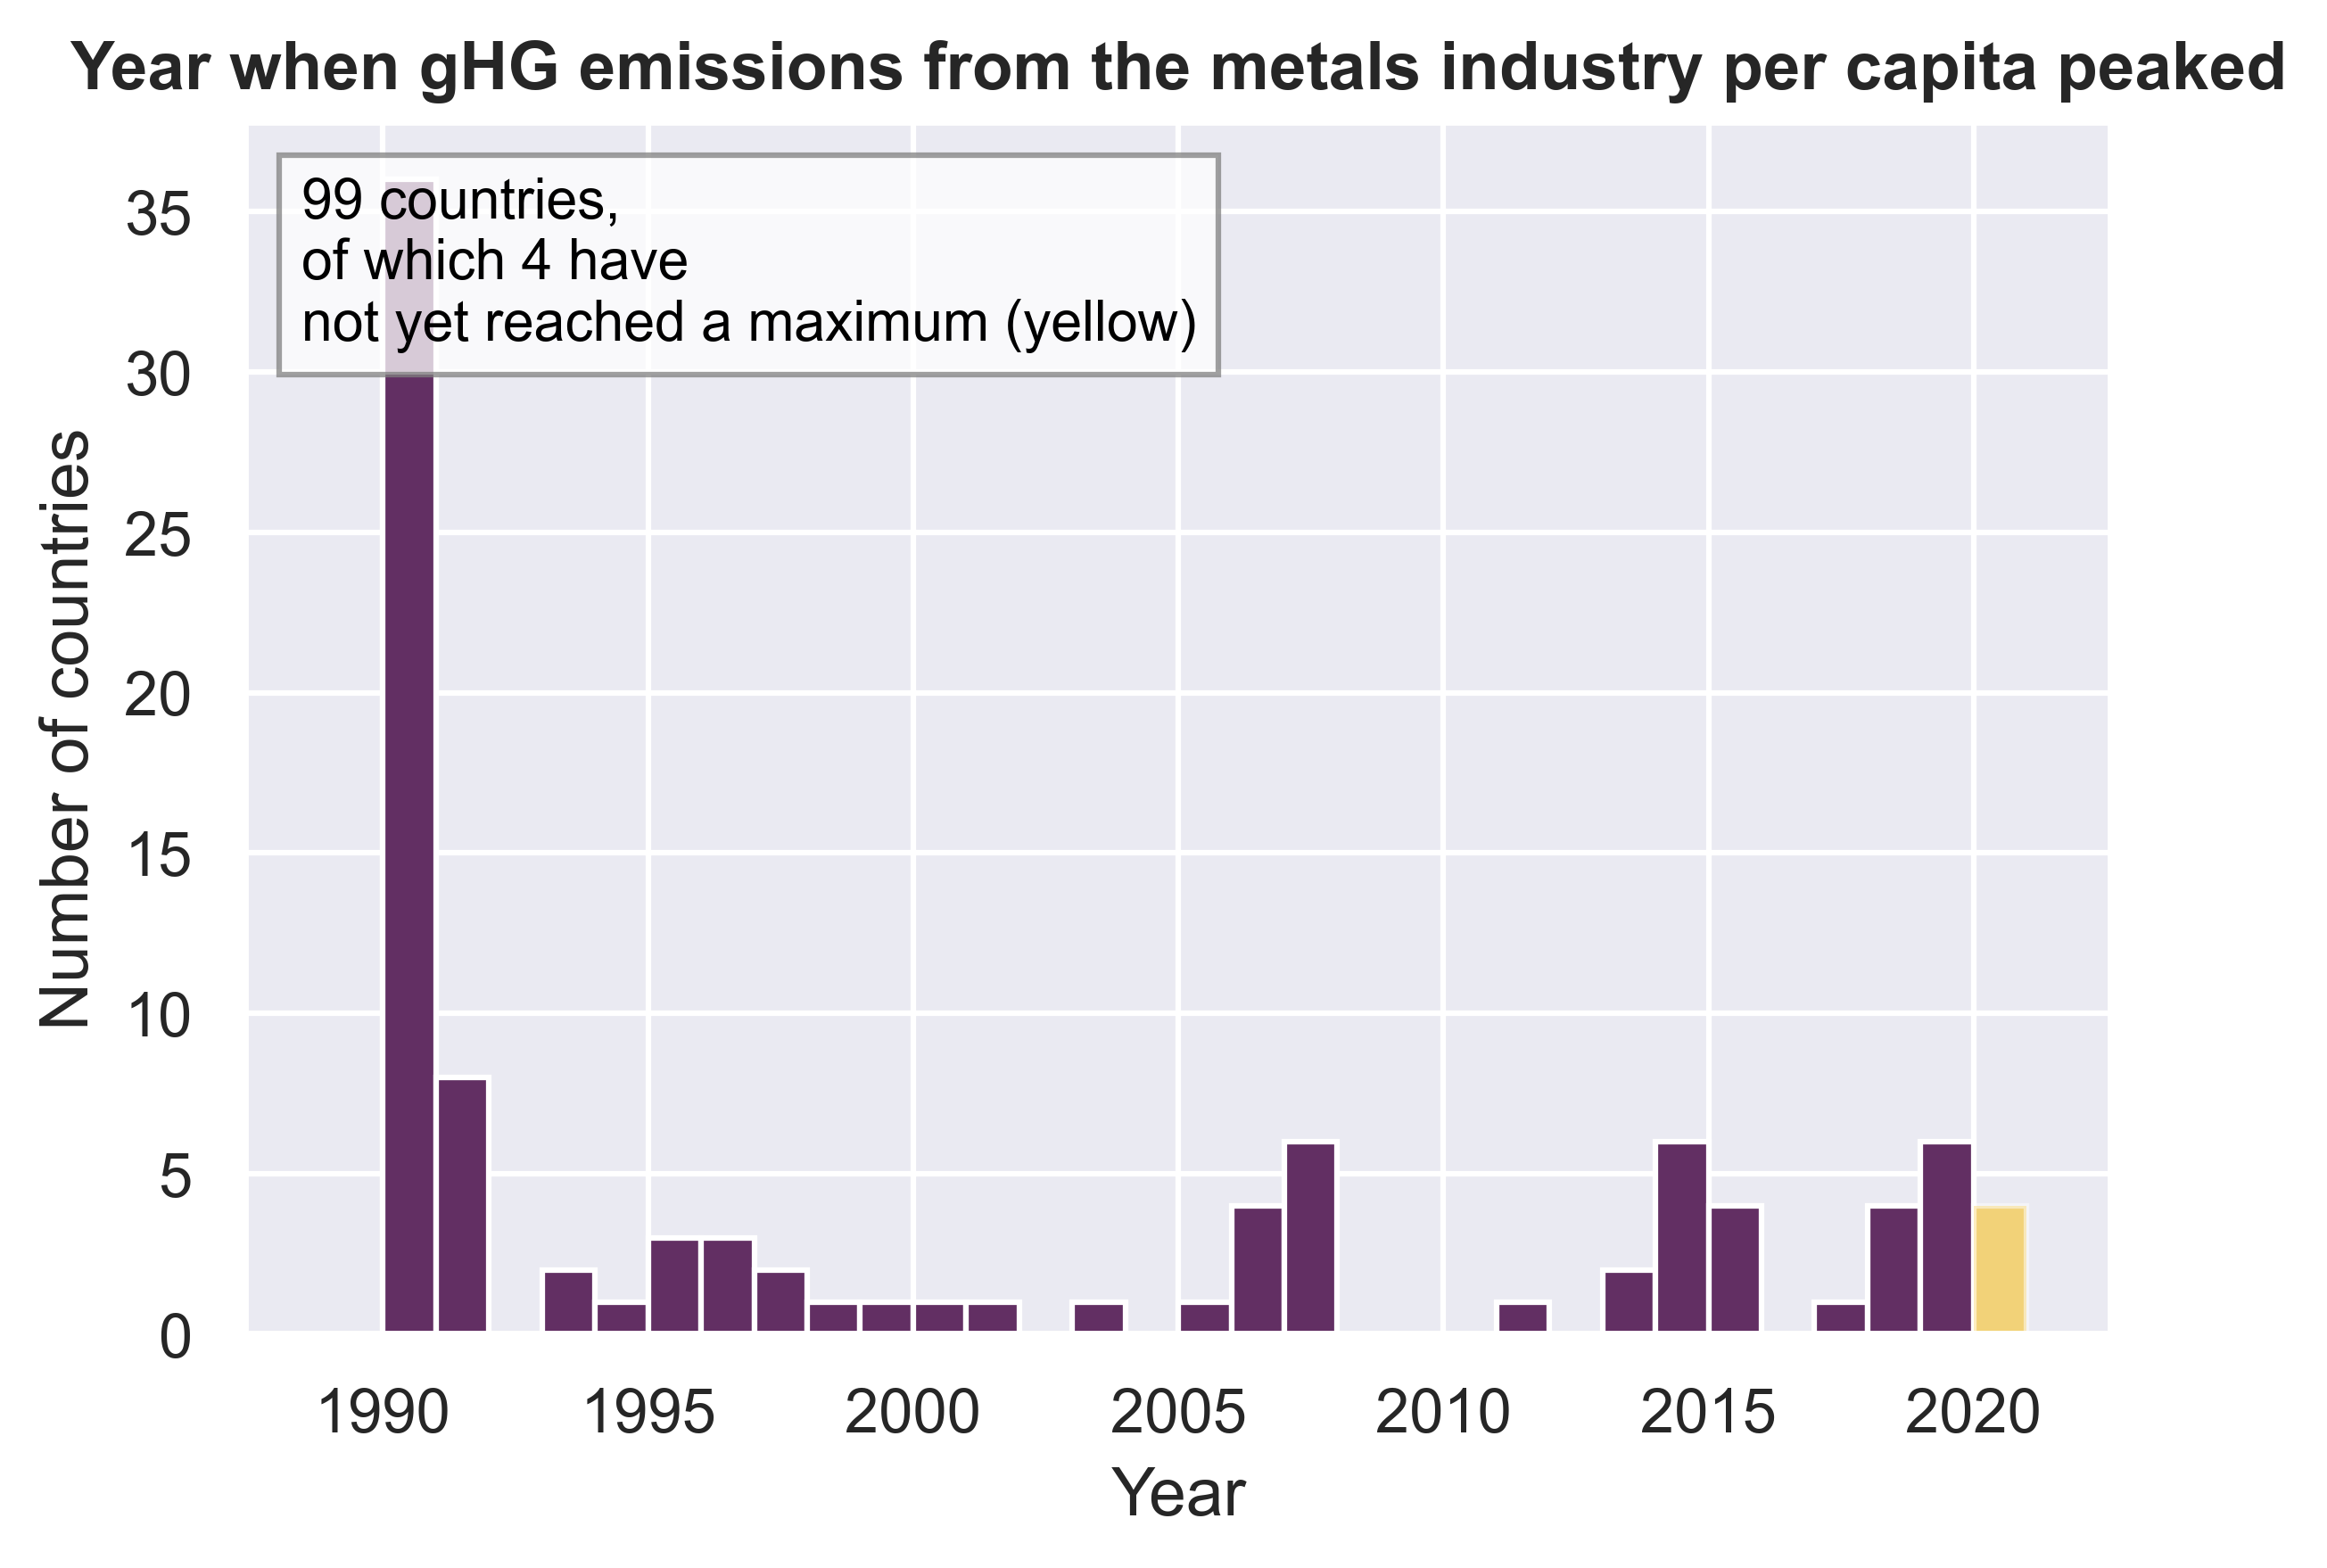 Year when gHG emissions from the metals industry per capita peaked
99 countries,
of which 4 have
not yet reached a maximum (yellow)
Number of countries
35
30
25
20
15
10
5
0
1990 1995 2000 2005 2010 2015 2020
Year